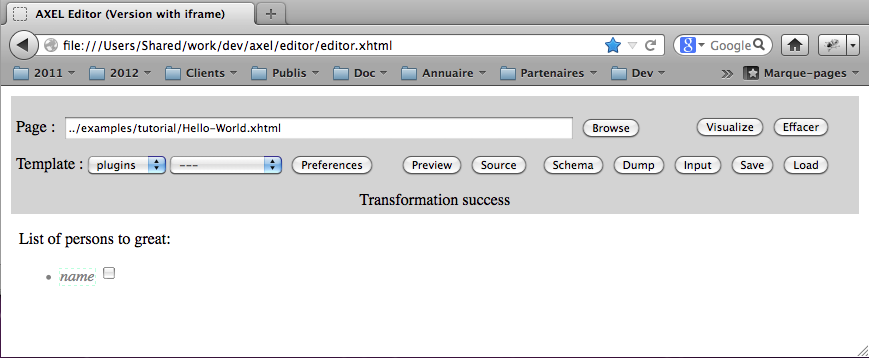 AXEL Editor (Version with iframe)
file:///Users/Shared/work/dev/axel/editor/editor.xhtml
Google
2011 2012 Clients Publis Doc Annuaire Partenaires Dev » Marque-pages
Page : ../examples/tutorial/Hello-World.xhtml Browse Visualize Effacer
Template : plugins --- Preferences Preview Source Schema Dump Input Save Load
Transformation success
List of persons to great:
• name